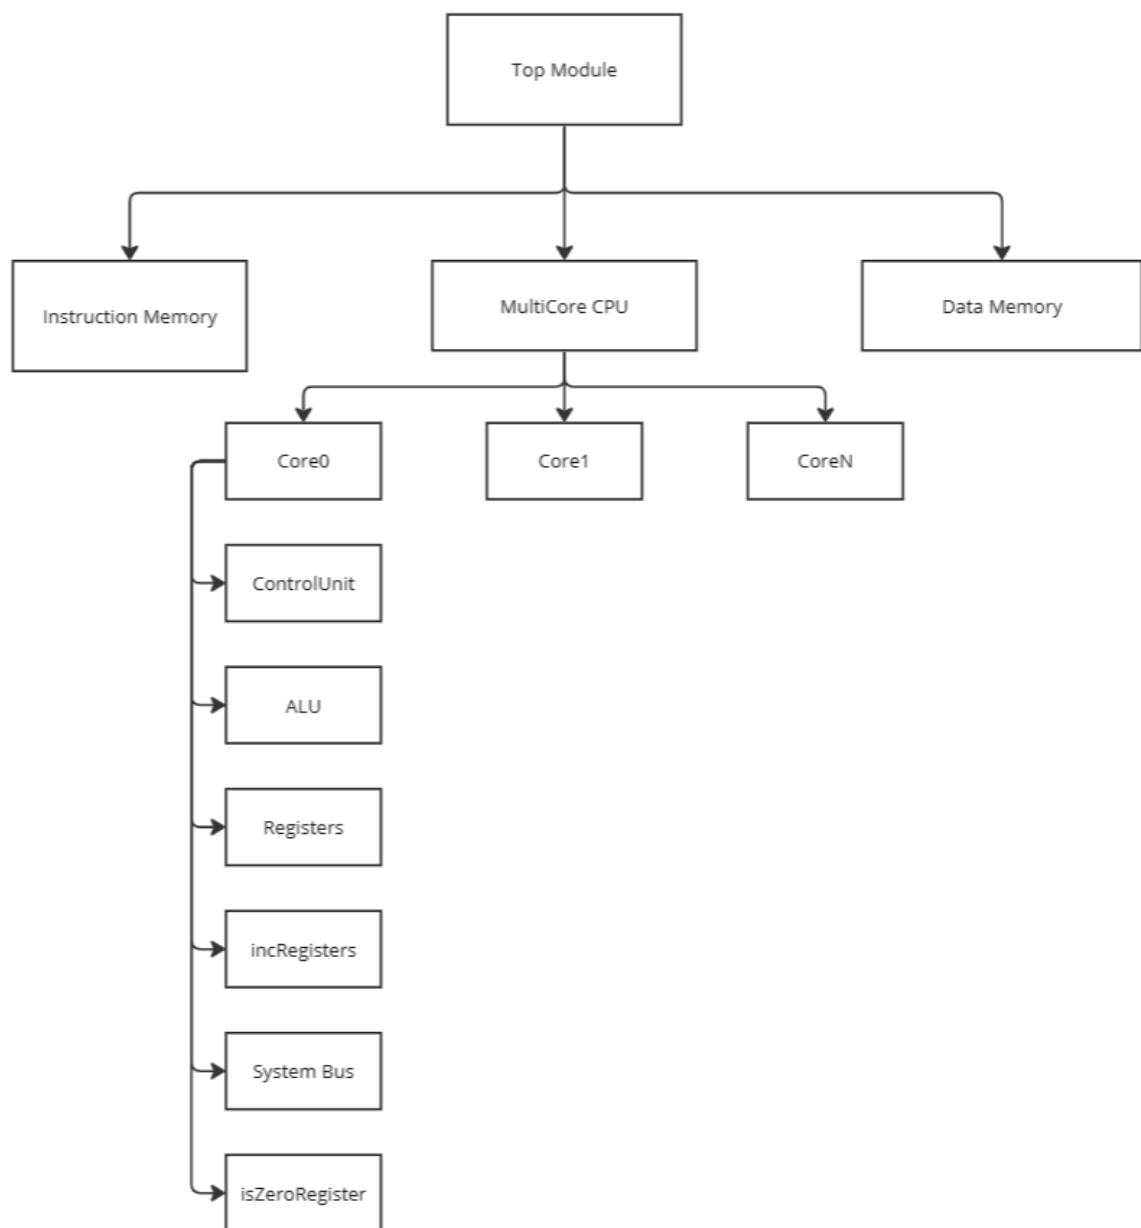 Top Module
Instruction Memory
MultiCore CPU
Data Memory
Core0
Core1
CoreN
ControlUnit
ALU
Registers
incRegisters
System Bus
isZeroRegister